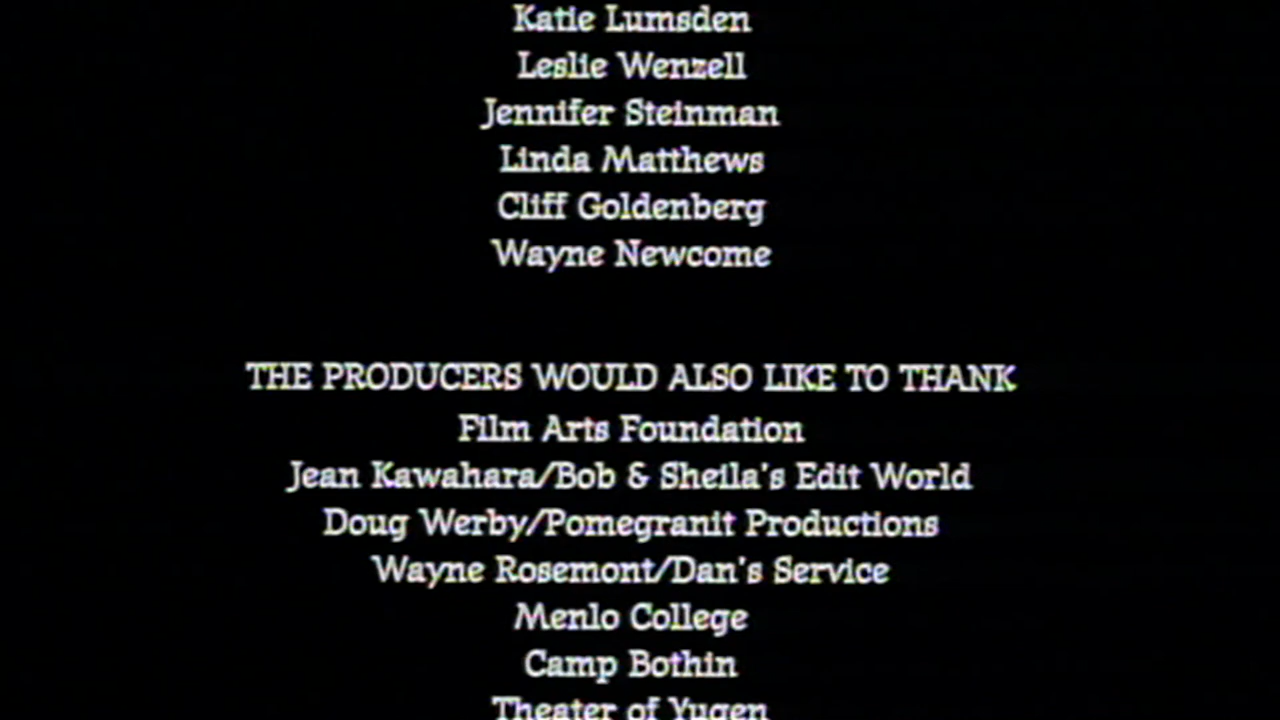 Katie Lumsden
Leslie Wenzell
Jennifer Steinman
Linda Matthews
Cliff Goldenberg
Wayne Newcome
THE PRODUCERS WOULD ALSO LIKE TO THANK
Film Arts Foundation
Jean Kawahara/Bob & Sheila's Edit World
Doug Werby/Pomegranit Productions
Wayne Rosemont/Dan's Service
Menlo College
Camp Bothin
Theater of Yugen